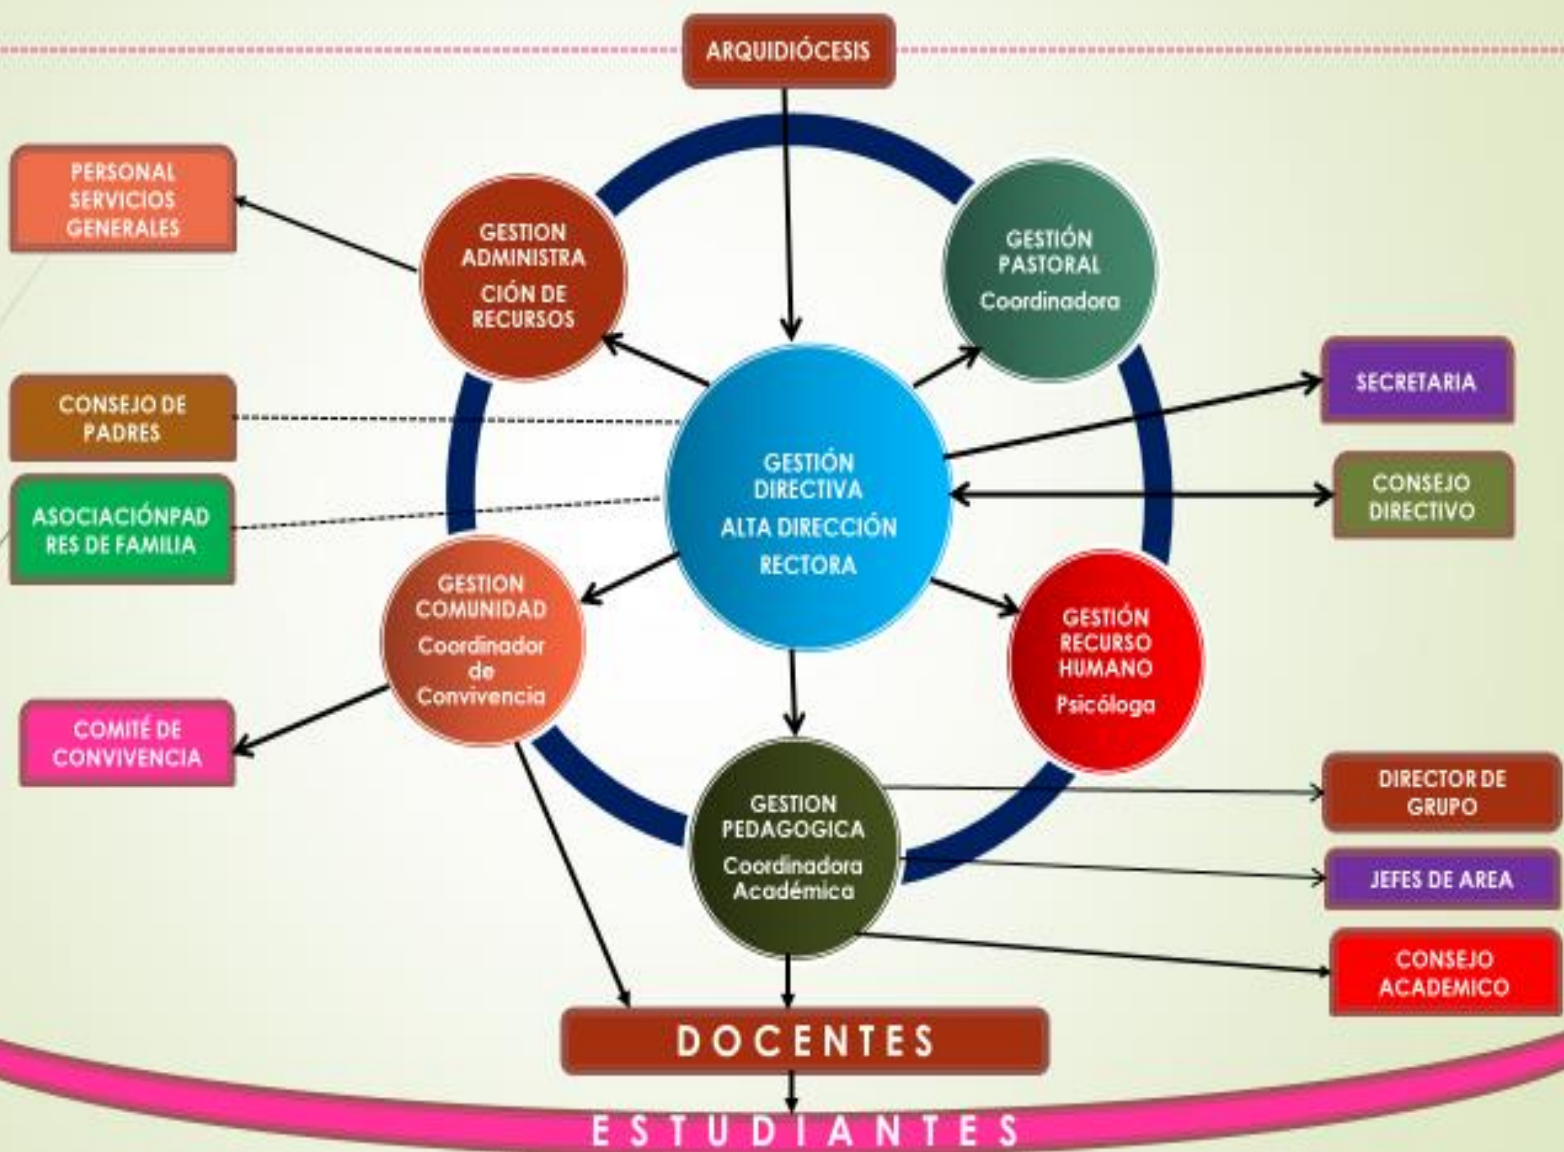 ARQUIDIÓCESIS
PERSONAL
SERVICIOS
GENERALES
GESTION
ADMINISTRA
CIÓN DE
RECURSOS
GESTIÓN
PASTORAL
Coordinadora
CONSEJO DE
PADRES
ASOCIACIÓNPAD
RES DE FAMILIA
GESTIÓN
DIRECTIVA
ALTA DIRECCIÓN
RECTORA
SECRETARIA
CONSEJO
DIRECTIVO
GESTION
COMUNIDAD
Coordinador
de
Convivencia
GESTIÓN
RECURSO
HUMANO
Psicóloga
COMITÉ DE
CONVIVENCIA
GESTION
PEDAGOGICA
Coordinadora
Académica
DIRECTOR DE
GRUPO
JEFES DE AREA
CONSEJO
ACADEMICO
DOCENTES
ESTUDIANTES